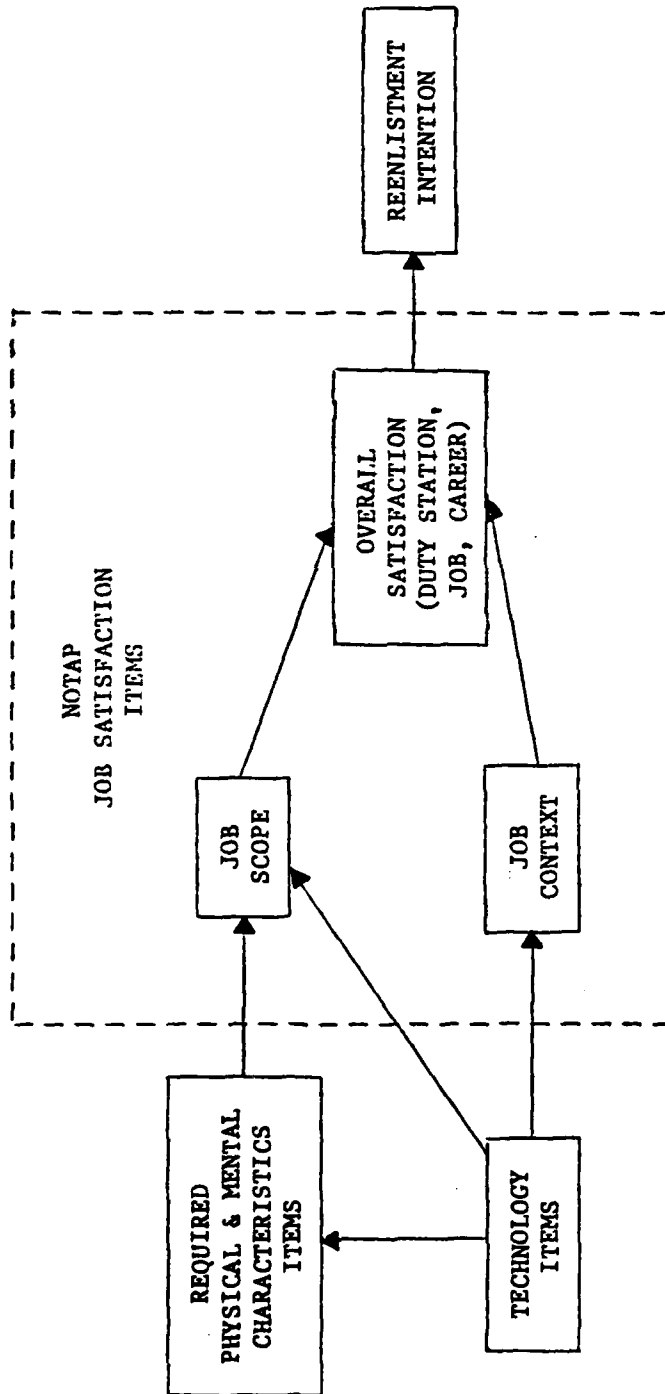 REQUIRED
PHYSICAL & MENTAL
CHARACTERISTICS
ITEMS
TECHNOLOGY
ITEMS
NOTAP
JOB SATISFACTION
ITEMS
JOB
SCOPE
JOB
CONTEXT
OVERALL
SATISFACTION
(DUTY STATION,
JOB, CAREER)
REENLISTMENT
INTENTION